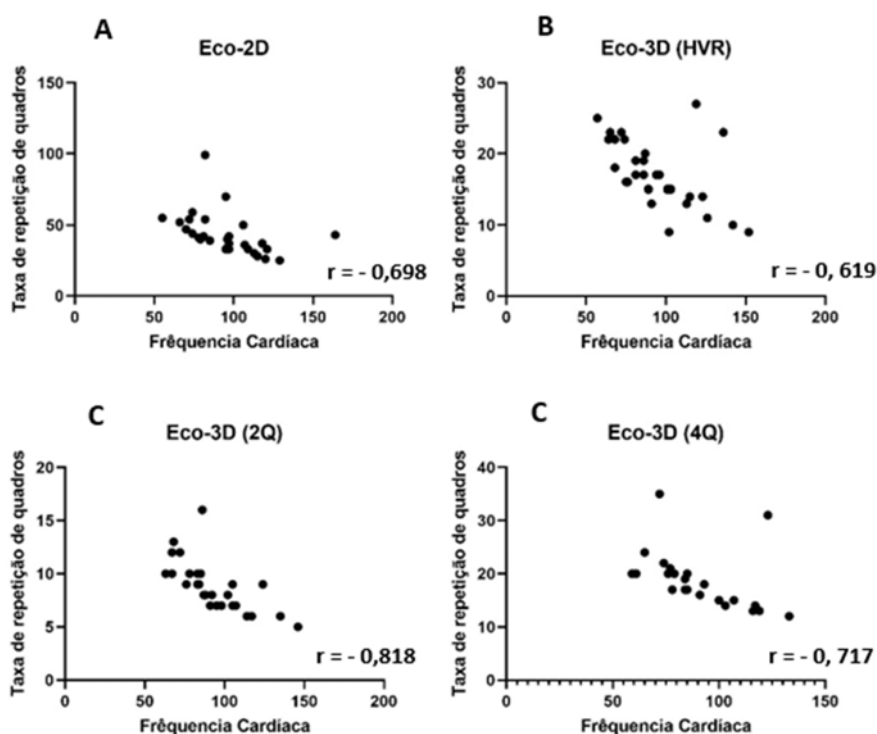 A
Eco-2D
Taxa de repetição de quadros
150
100
50
0
0 50 100 150 200
r = - 0,698
Frêquencia Cardíaca
B
Eco-3D (HVR)
Taxa de repetição de quadros
30
20
10
0
0 50 100 150 200
r = - 0, 619
Frêquencia Cardíaca
C
Eco-3D (2Q)
Taxa de repetição de quadros
20
15
10
5
0
0 50 100 150 200
r = - 0,818
Frêquencia Cardíaca
C
Eco-3D (4Q)
Taxa de repetição de quadros
40
30
20
10
0
0 50 100 150
r = - 0, 717
Frêquencia Cardíaca